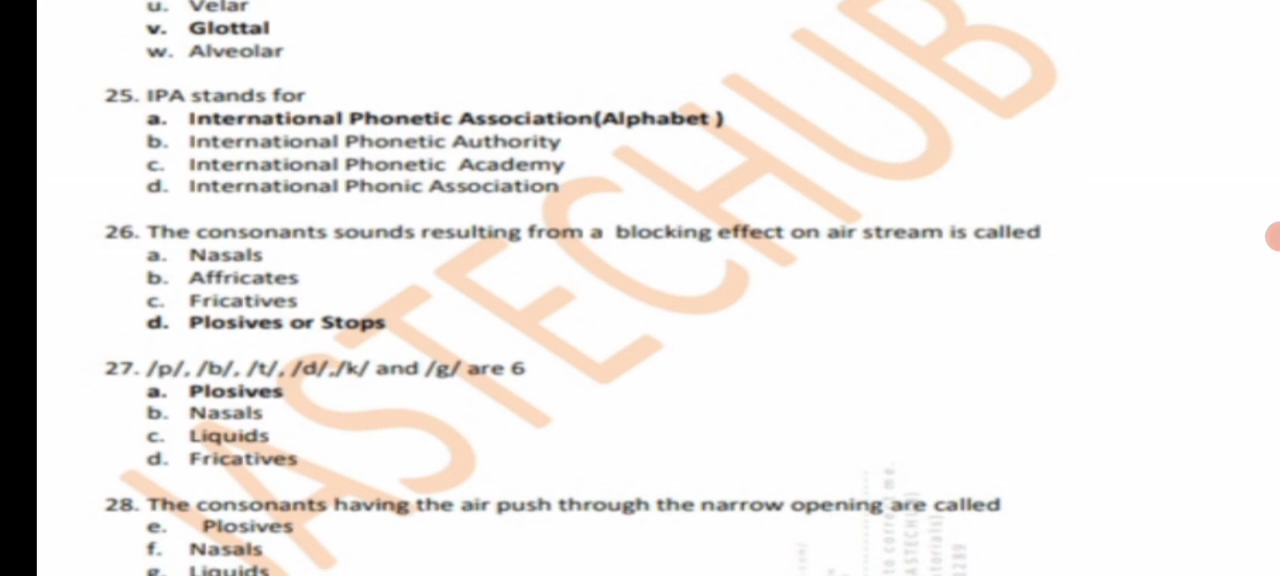 u. Velar
v. Glottal
w. Alveolar
25. IPA stands for
a. International Phonetic Association(Alphabet )
b. International Phonetic Authority
c. International Phonetic Academy
d. International Phonic Association
26. The consonants sounds resulting from a blocking effect on air stream is called
a. Nasals
b. Affricates
c. Fricatives
d. Plosives or Stops
27. /p/, /b/, /t/, /d/,/k/ and /g/ are 6
a. Plosives
b. Nasals
c. Liquids
d. Fricatives
28. The consonants having the air push through the narrow opening are called
e. Plosives
f. Nasals
g. Liquids
IASTECHUB